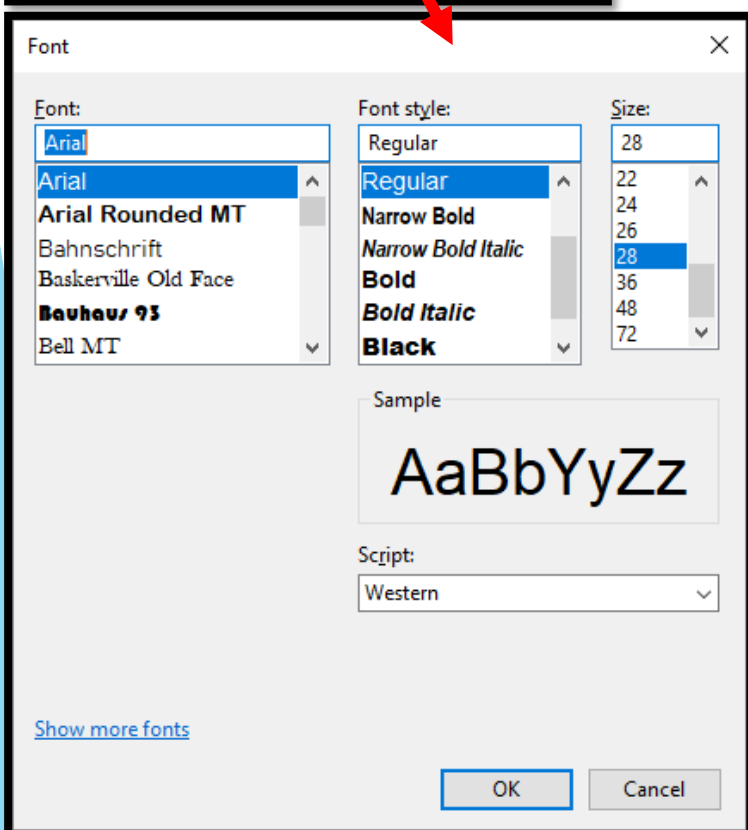 Font
Font:
Arial
Arial
Arial Rounded MT
Bahnschrift
Baskerville Old Face
Bauhaus 93
Bell MT
Font style:
Regular
Regular
Narrow Bold
Narrow Bold Italic
Bold
Bold Italic
Black
Size:
28
22
24
26
28
36
48
72
Sample
AaBbYyZz
Script:
Western
Show more fonts
OK
Cancel